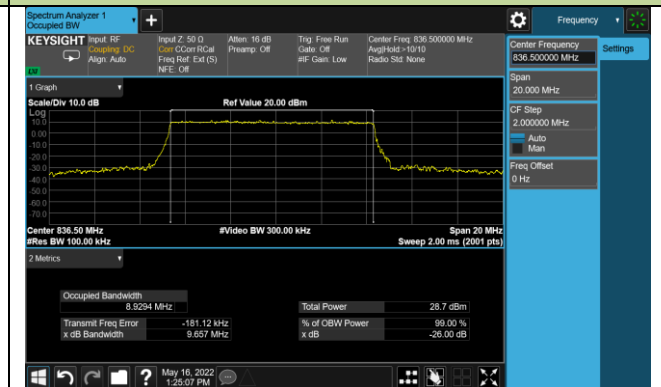 Spectrum Analyzer 1
Occupied BW
+
Frequency
KEYSIGHT Input: RF
Coupling: DC
Align: Auto
Input Z: 50 Ω
Corr CCorr RCal
Freq Ref: Ext (S)
NFE: Off
Atten: 16 dB
Preamp: Off
Trig: Free Run
Gate: Off
#IF Gain: Low
Center Freq: 836.500000 MHz
Avg|Hold:>10/10
Radio Std: None
Center Frequency
836.500000 MHz
Settings
Span
20.000 MHz
CF Step
2.000000 MHz
Auto
Man
Freq Offset
0 Hz
1 Graph
Scale/Div 10.0 dB
Ref Value 20.00 dBm
Log
10.0
0.00
-10.0
-20.0
-30.0
-40.0
-50.0
-60.0
-70.0
Center 836.50 MHz
#Video BW 300.00 kHz
Span 20 MHz
#Res BW 100.00 kHz
Sweep 2.00 ms (2001 pts)
2 Metrics
Occupied Bandwidth
8.9294 MHz
Total Power 28.7 dBm
Transmit Freq Error -181.12 kHz
% of OBW Power 99.00 %
x dB Bandwidth 9.657 MHz
x dB -26.00 dB
?
May 16, 2022
1:25:07 PM